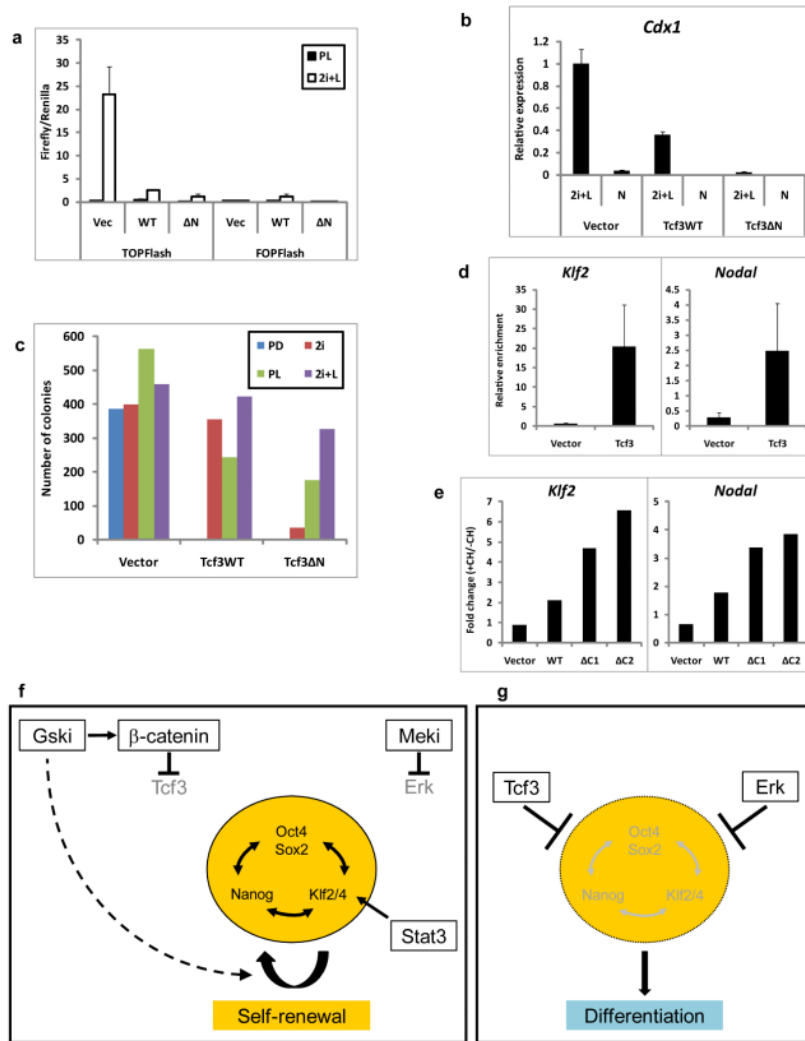 a
Firefly/Renilla
35
30
25
20
15
10
5
0
PL
2i+L
Vec WT ΔN Vec WT ΔN
TOPFlash FOPFlash
b
Cdx1
Relative expression
1.2
1
0.8
0.6
0.4
0.2
0
2i+L N 2i+L N 2i+L N
Vector Tcf3WT Tcf3ΔN
c
Number of colonies
600
500
400
300
200
100
0
PD 2i
PL 2i+L
Vector Tcf3WT Tcf3ΔN
d
Klf2
Relative enrichment
35
30
25
20
15
10
5
0
Vector Tcf3
Nodal
4.5
4
3.5
3
2.5
2
1.5
1
0.5
0
Vector Tcf3
e
Klf2
Fold change (+CH/-CH)
7
6
5
4
3
2
1
0
Vector WT ΔC1 ΔC2
Nodal
5
4
3
2
1
0
Vector WT ΔC1 ΔC2
f
Gski β-catenin Meki
Tcf3 Erk
Oct4
Sox2
Nanog Klf2/4
Stat3
Self-renewal
g
Tcf3 Erk
Oct4
Sox2
Nanog Klf2/4
Differentiation